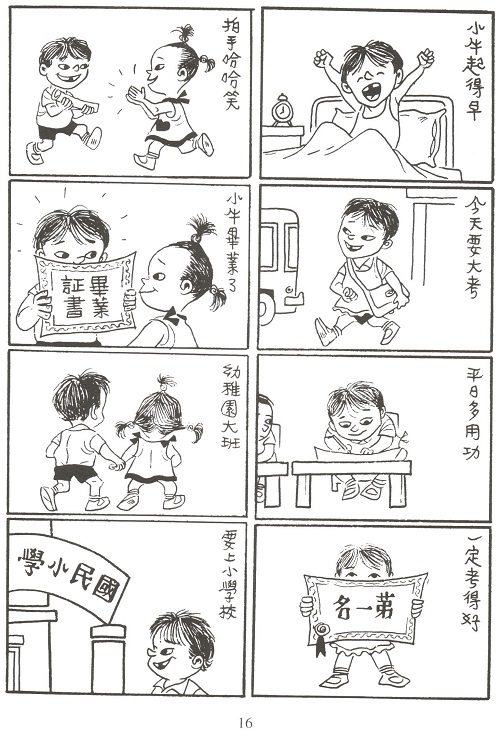 小牛起得早
今天要大考
平日多用功
一定考得好
第一名
拍手哈哈笑
小牛畢業了
畢業
証書
幼稚園大班
要上小學校
國民小學
16